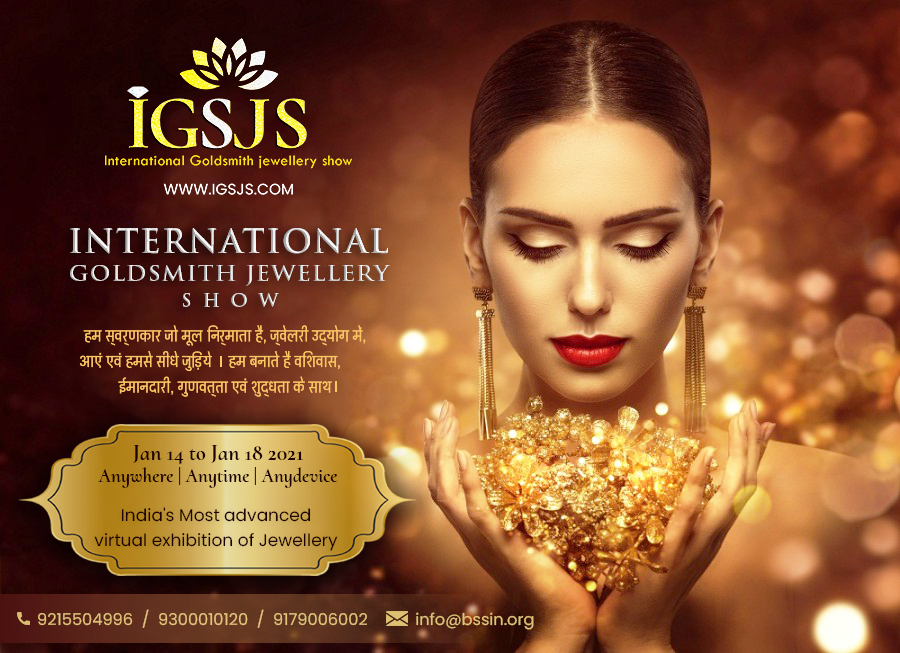 IGSJS
International Goldsmith jewellery show
WWW.IGSJS.COM
INTERNATIONAL
GOLDSMITH JEWELLERY
SHOW
हम स्वर्णकार जो मूल निर्माता है, ज्वेलरी उद्योग मे,
आएं एवं हमसे सीधे जुड़िये । हम बनाते है वशिवास,
ईमानदारी, गुणवत्ता एवं शुद्धता के साथ।
Jan 14 to Jan 18 2021
Anywhere | Anytime | Anydevice
India's Most advanced
virtual exhibition of Jewellery
9215504996 / 9300010120 / 9179006002 info@bssin.org